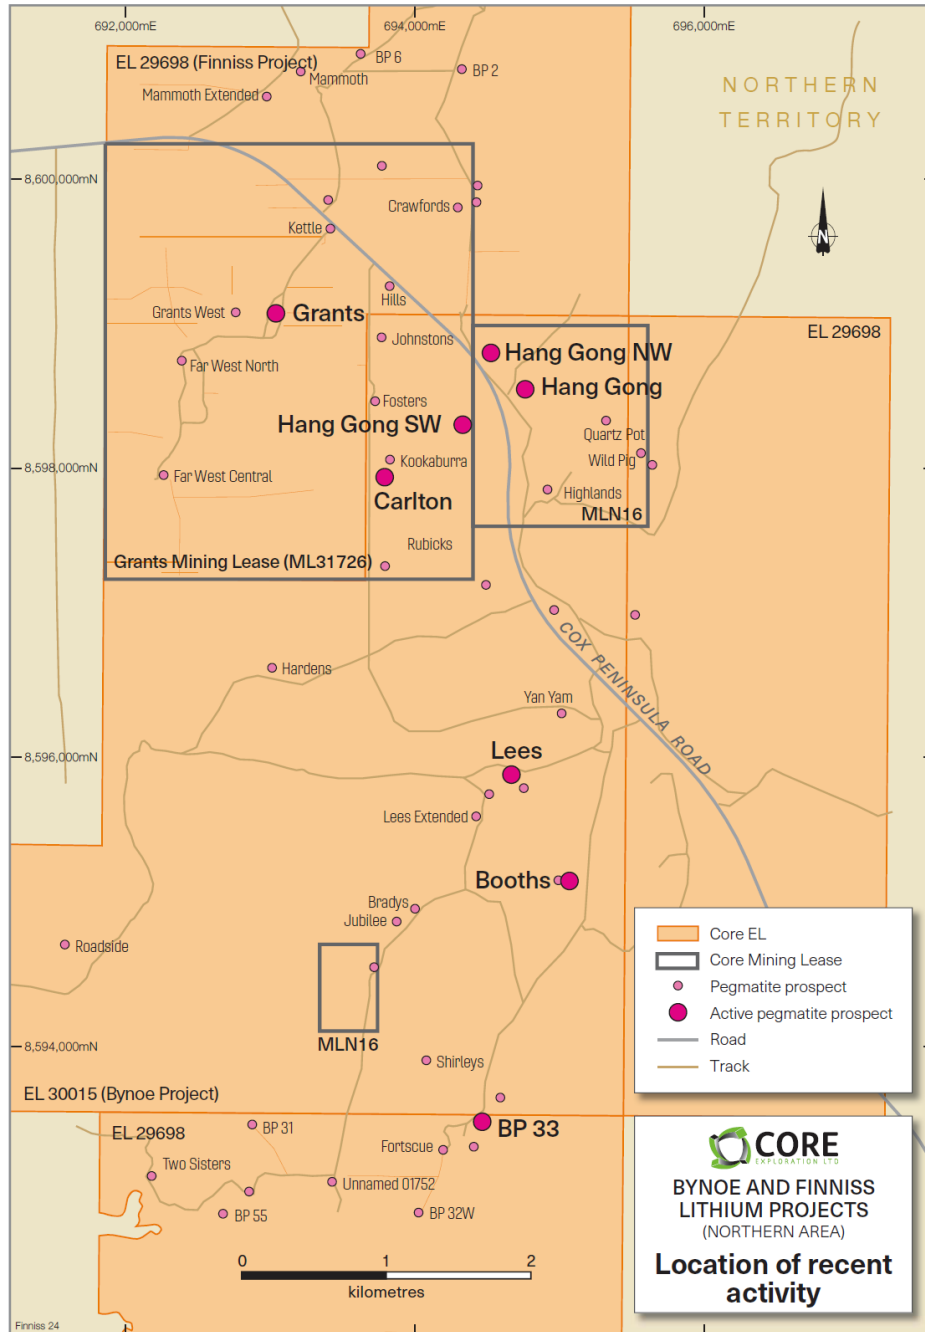 692,000mE
694,000mE
696,000mE
EL 29698 (Finniss Project)
BP 6
BP 2
Mammoth
Mammoth Extended
NORTHERN
TERRITORY
8,600,000mN
Crawfords
Kettle
N
Hills
Grants West
Grants
Johnstons
EL 29698
Hang Gong NW
Far West North
Hang Gong
Fosters
Hang Gong SW
Quartz Pot
8,598,000mN
Kookaburra
Wild Pig
Far West Central
Carlton
Highlands
MLN16
Rubicks
Grants Mining Lease (ML31726)
COX PENINSULA ROAD
Hardens
Yan Yam
Lees
8,596,000mN
Lees Extended
Booths
Bradys
Jubilee
Roadside
MLN16
8,594,000mN
Shirleys
EL 30015 (Bynoe Project)
EL 29698
BP 31
BP 33
Fortscue
Two Sisters
Unnamed 01752
BP 55
BP 32W
0 1 2
kilometres
Core EL
Core Mining Lease
Pegmatite prospect
Active pegmatite prospect
Road
Track
CORE
EXPLORATION LTD
BYNOE AND FINNISS
LITHIUM PROJECTS
(NORTHERN AREA)
Location of recent
activity
Finniss 24